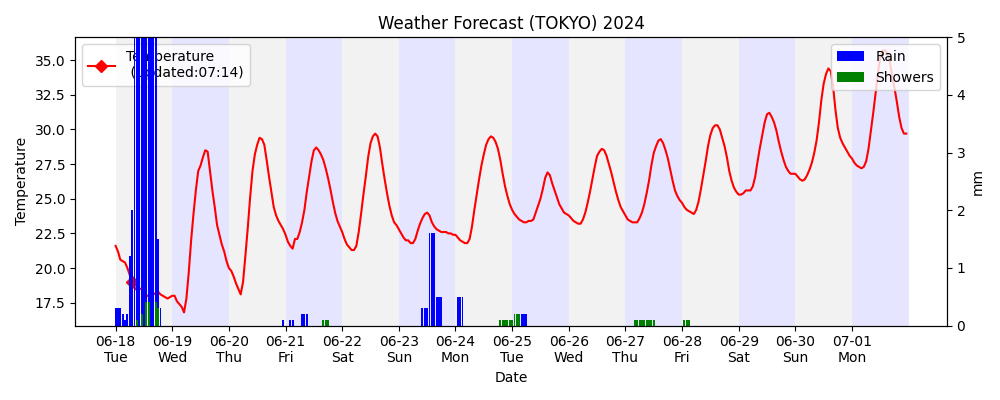 Weather Forecast (TOKYO) 2024
Temperature
(updated:07:14)
Rain
Showers
35.0
32.5
30.0
27.5
25.0
22.5
20.0
17.5
Temperature
5
4
3
2
1
0
mm
06-18 06-19 06-20 06-21 06-22 06-23 06-24 06-25 06-26 06-27 06-28 06-29 06-30 07-01
Tue Wed Thu Fri Sat Sun Mon Tue Wed Thu Fri Sat Sun Mon
Date